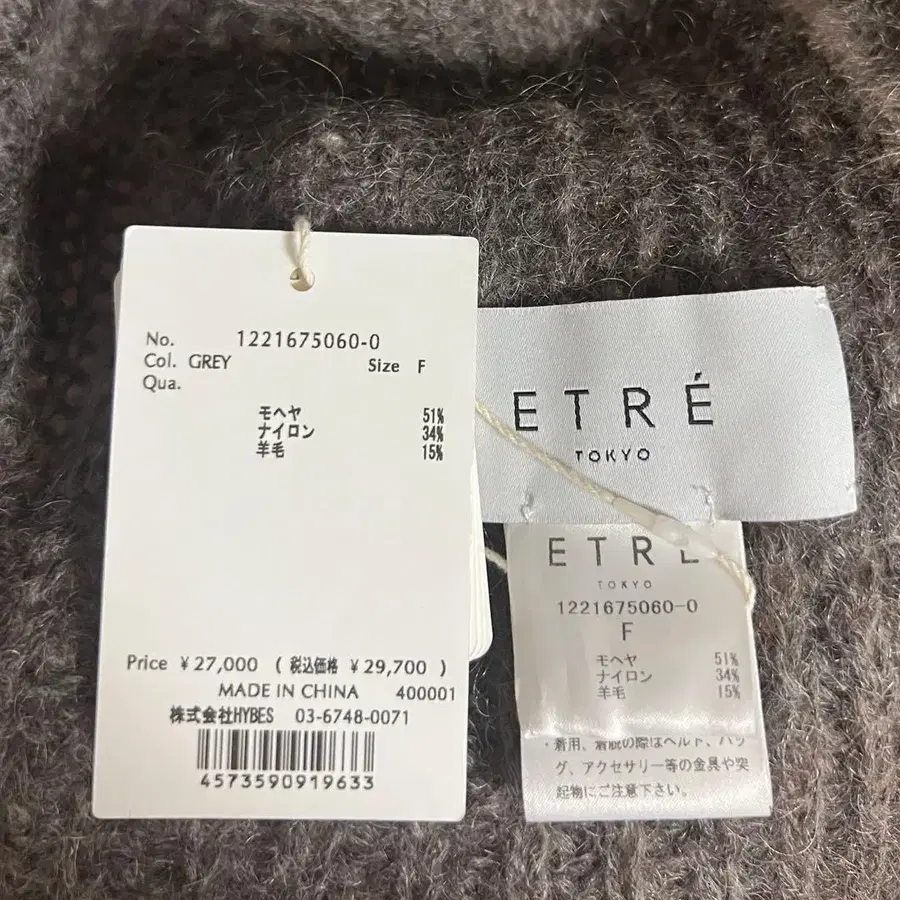 No. 1221675060-0
Col. GREY Size F
Qua.
モヘヤ 51%
ナイロン 34%
羊毛 15%
Price ¥27,000 ( 税込価格 ¥29,700 )
MADE IN CHINA 400001
株式会社HYBES 03-6748-0071
4573590919633
ETRÉ
TOKYO
ETRE
TOKYO
1221675060-0
F
モヘヤ 51%
ナイロン 34%
羊毛 15%
・着用、着脱の際はベルト、バッ
グ、アクセサリー等の金具や突
起物にご注意下さい。